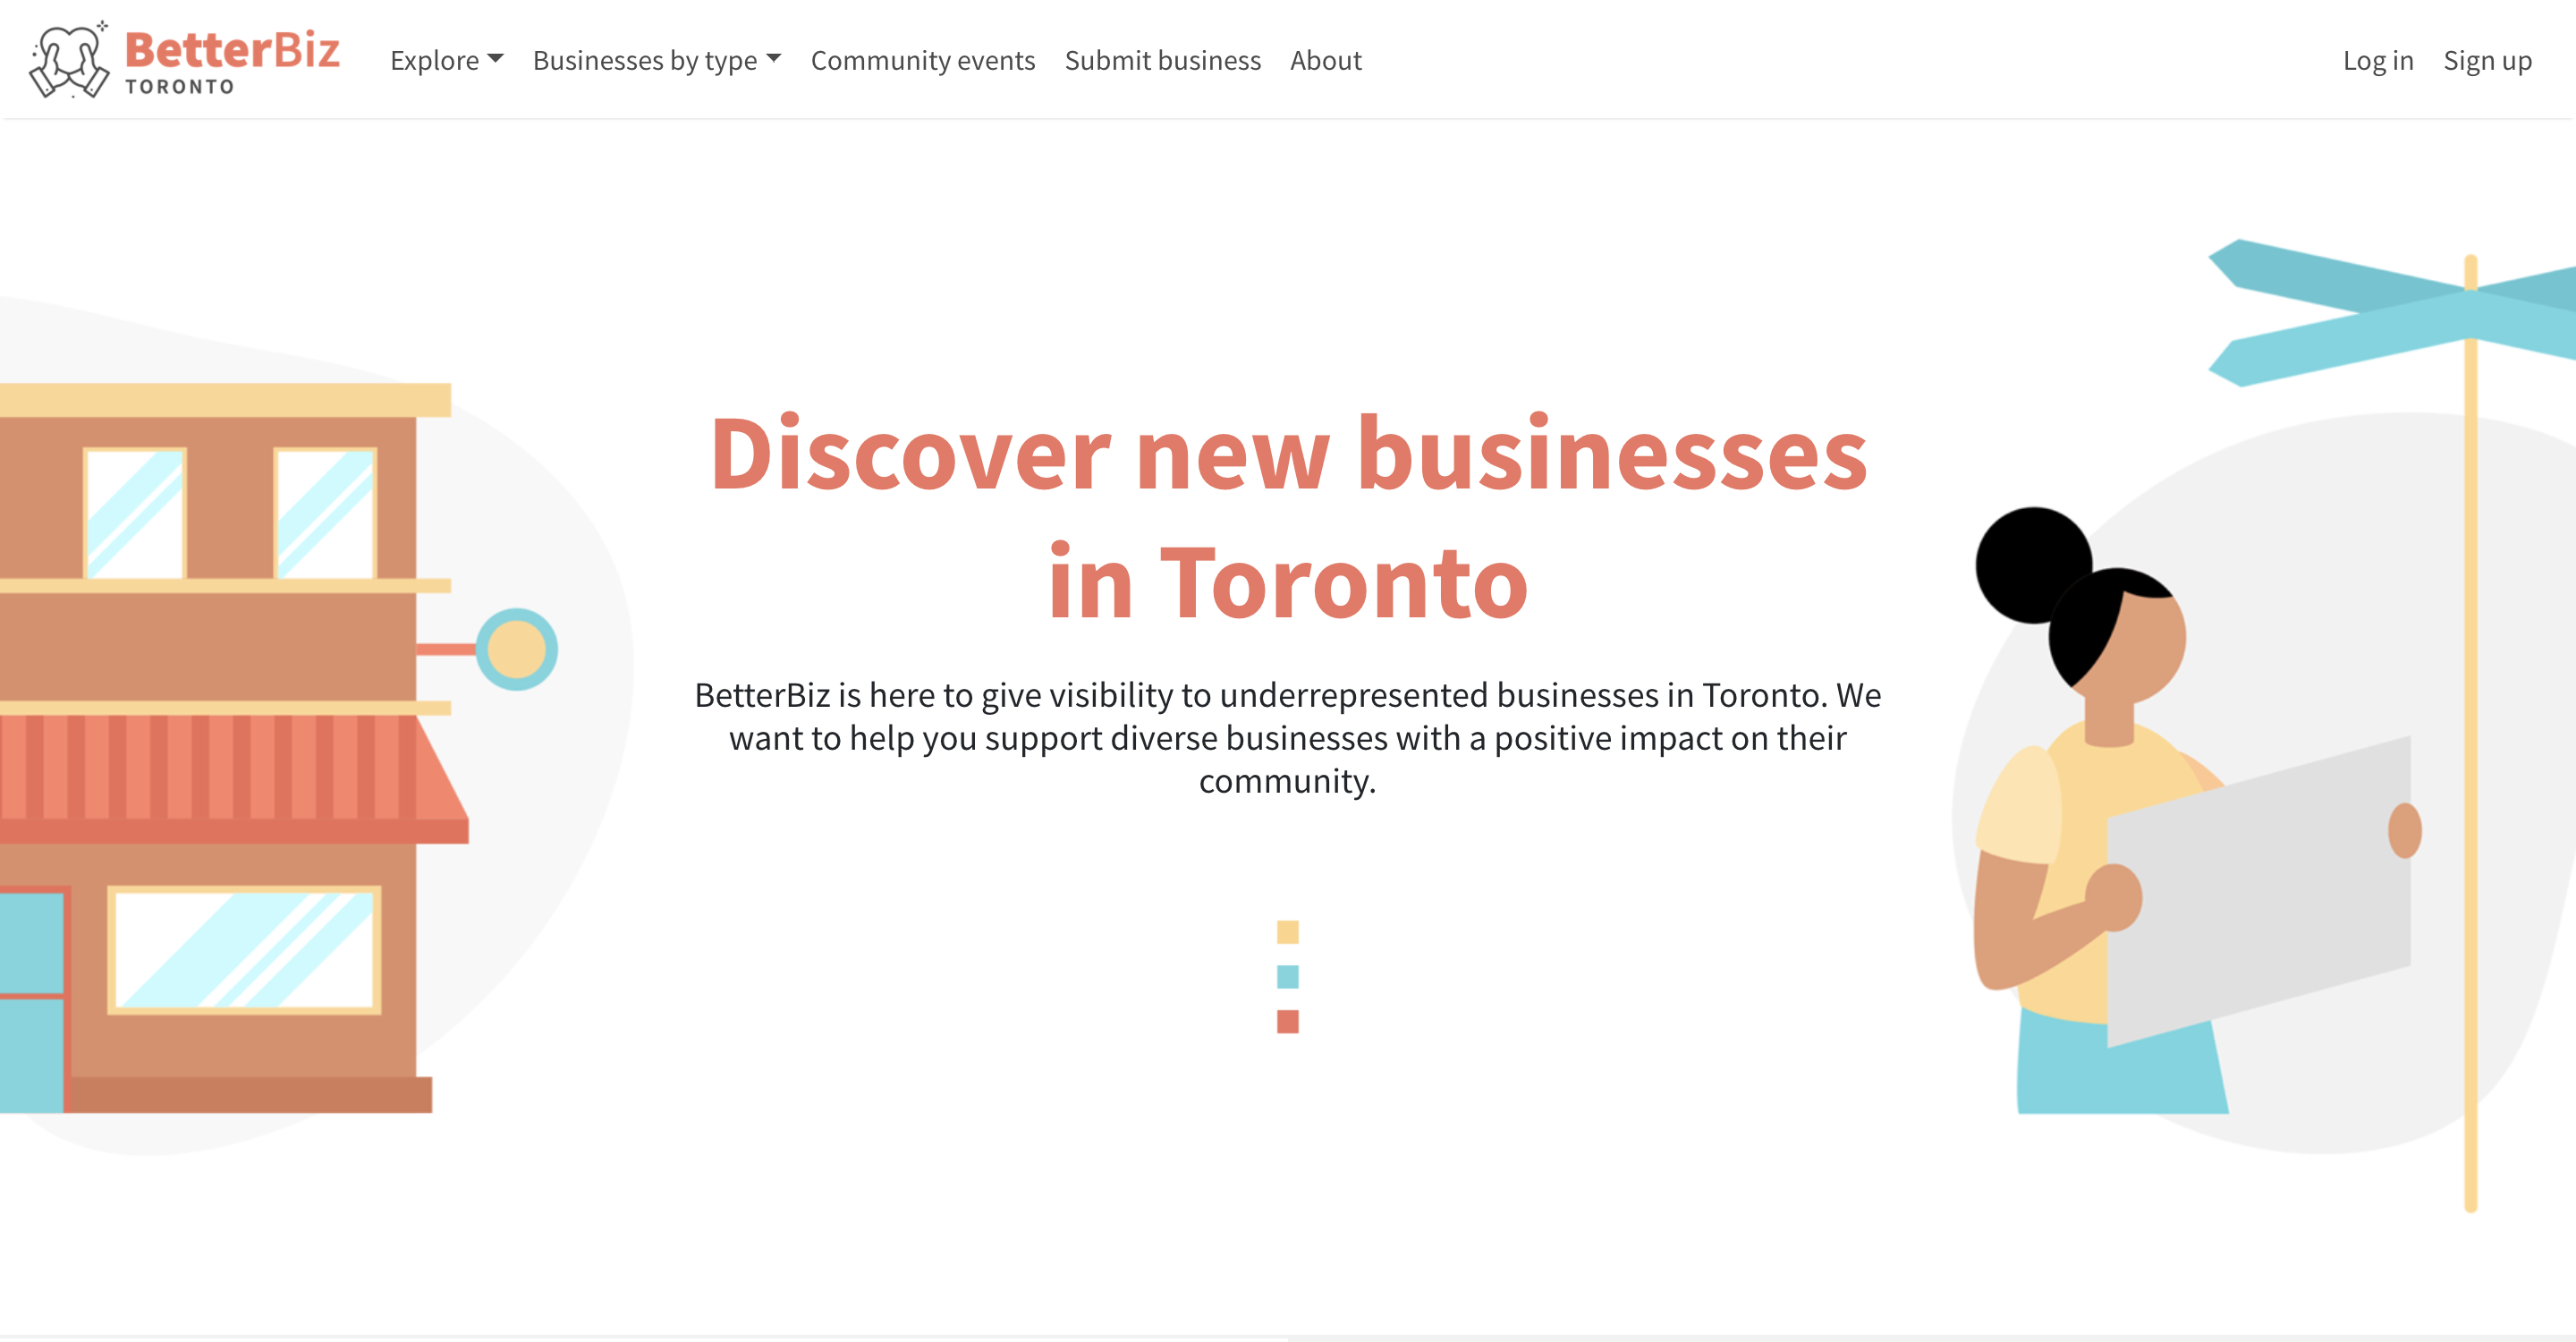 BetterBiz
TORONTO
Explore
Businesses by type
Community events
Submit business
About
Log in
Sign up
Discover new businesses
in Toronto
BetterBiz is here to give visibility to underrepresented businesses in Toronto. We
want to help you support diverse businesses with a positive impact on their
community.